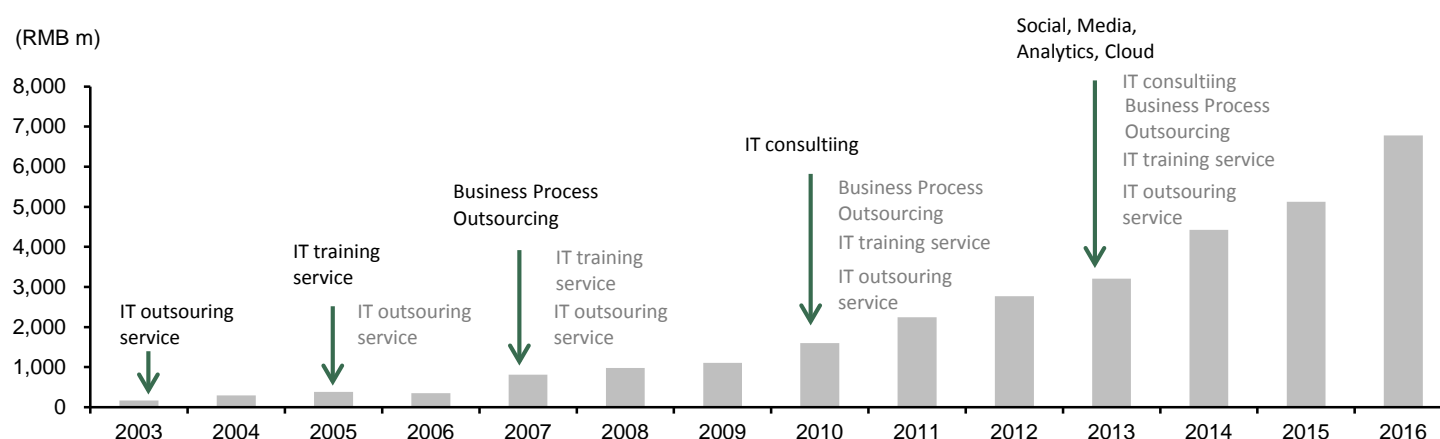 (RMB m)
8,000
7,000
6,000
5,000
4,000
3,000
2,000
1,000
0
IT outsouring
service
IT training
service
IT outsouring
service
Business Process
Outsourcing
IT training
service
IT outsouring
service
IT consultiing
Business Process
Outsourcing
IT training service
IT outsouring
service
Social, Media,
Analytics, Cloud
IT consultiing
Business Process
Outsourcing
IT training service
IT outsouring
service
2003 2004 2005 2006 2007 2008 2009 2010 2011 2012 2013 2014 2015 2016